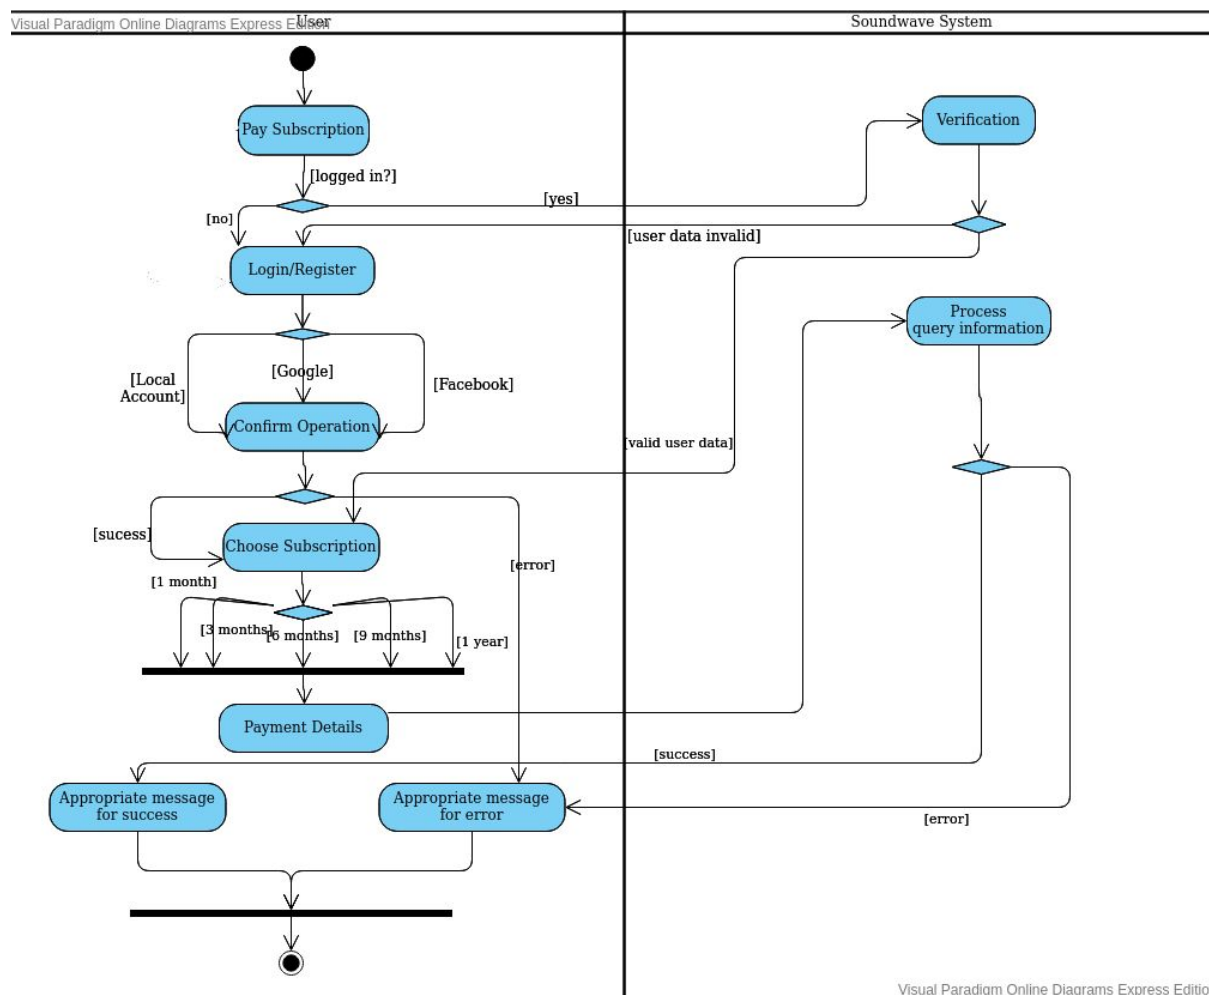 Visual Paradigm Online Diagrams Express Edition
User
Soundwave System
Pay Subscription
Verification
[logged in?]
[yes]
[no]
[user data invalid]
Login/Register
Process
query information
[Local
Account]
[Google]
[Facebook]
Confirm Operation
[valid user data]
[sucess]
Choose Subscription
[error]
[1 month]
[3 months]
[6 months]
[9 months]
[1 year]
Payment Details
[success]
Appropriate message
for success
Appropriate message
for error
[error]
Visual Paradigm Online Diagrams Express Editio